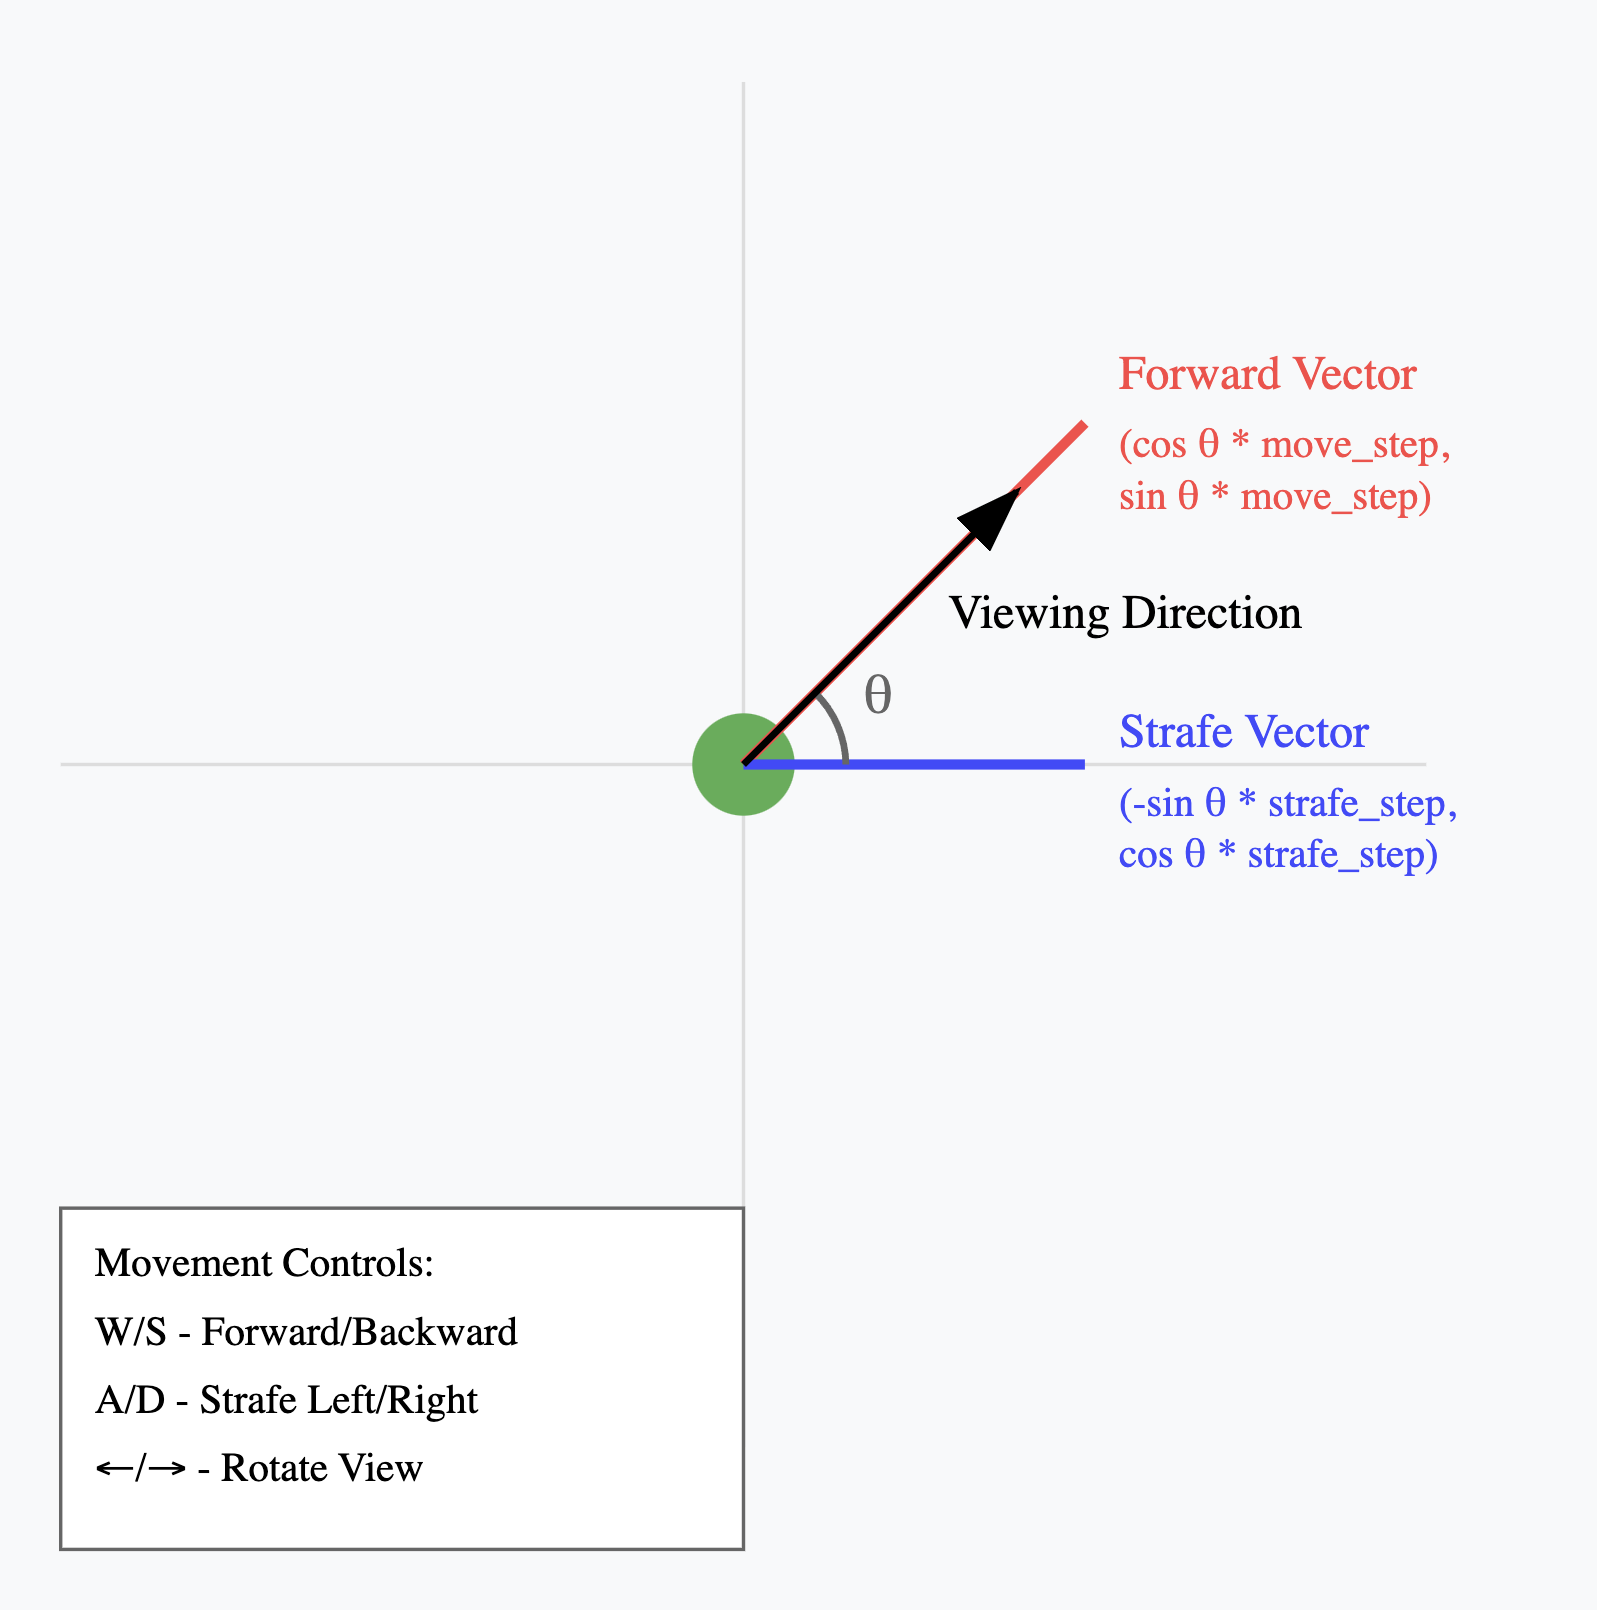 Forward Vector
(cos θ * move_step,
sin θ * move_step)
Viewing Direction
θ
Strafe Vector
(-sin θ * strafe_step,
cos θ * strafe_step)
Movement Controls:
W/S - Forward/Backward
A/D - Strafe Left/Right
←/→ - Rotate View